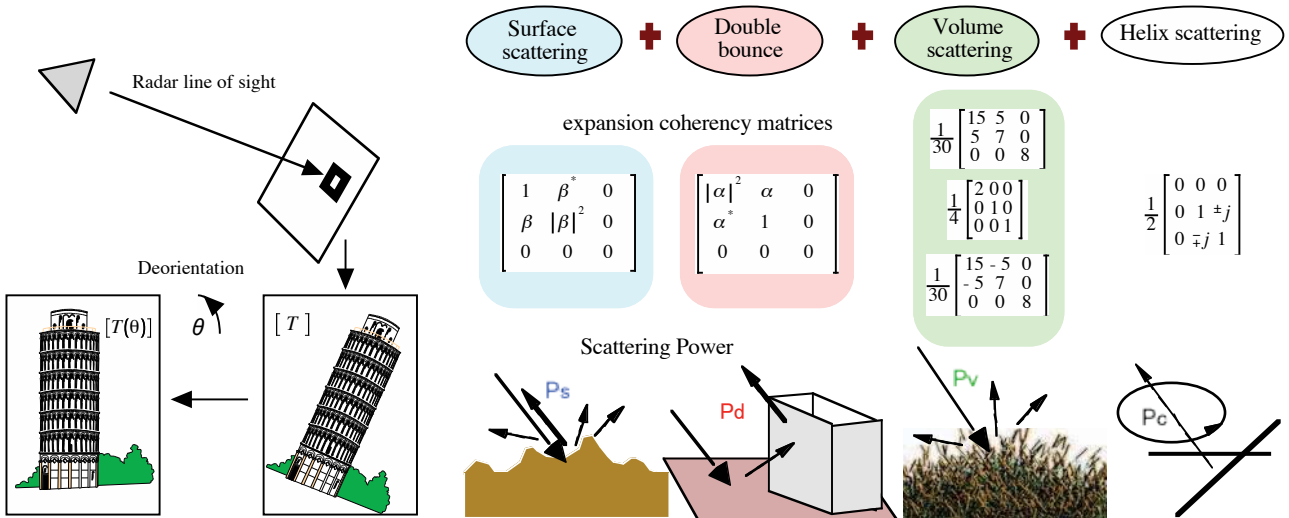 Surface
scattering
Double
bounce
Volume
scattering
Helix scattering
Radar line of sight
expansion coherency matrices
1 β* 0
β |β|² 0
0 0 0
|α|² α 0
α* 1 0
0 0 0
1/30 [15 5 0
5 7 0
0 0 8]
1/4 [2 0 0
0 1 0
0 0 1]
1/30 [15 -5 0
-5 7 0
0 0 8]
1/2 [0 0 0
0 1 ±j
0 ∓j 1]
Deorientation
[T(θ)]
θ
[ T ]
Scattering Power
Ps
Pd
Pv
Pc